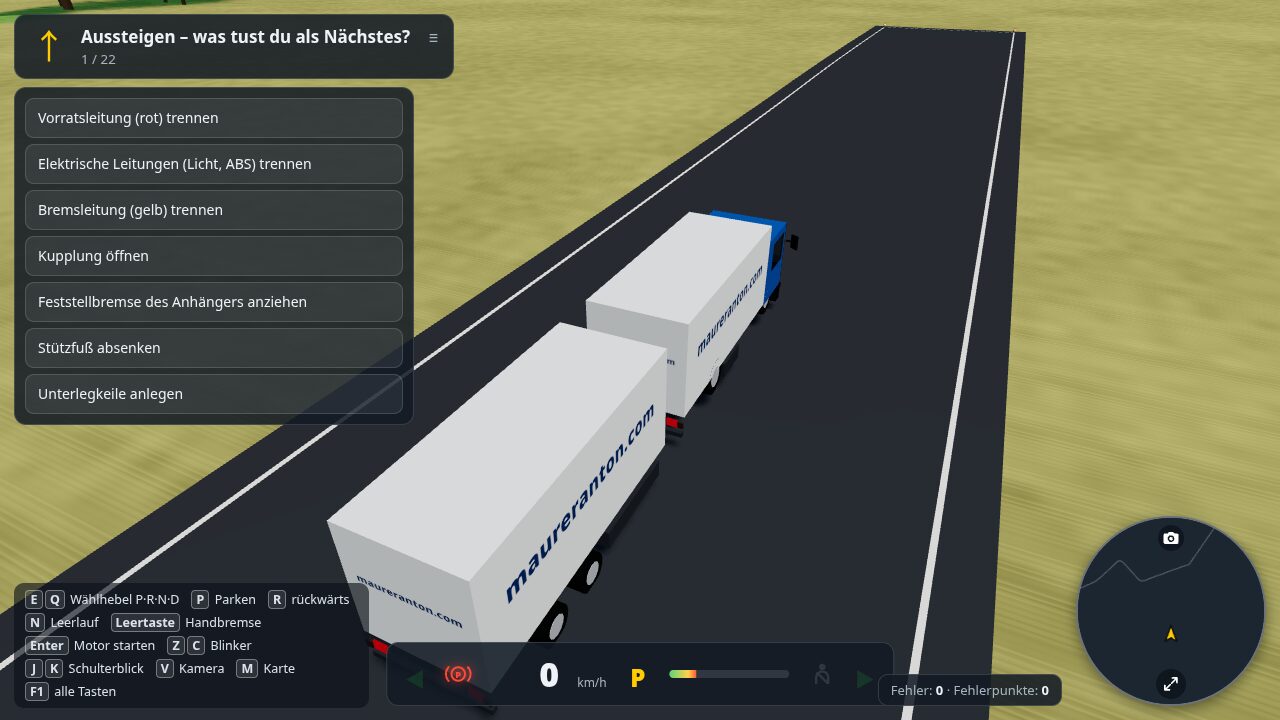 Aussteigen – was tust du als Nächstes?
1 / 22
Vorratsleitung (rot) trennen
Elektrische Leitungen (Licht, ABS) trennen
Bremsleitung (gelb) trennen
Kupplung öffnen
Feststellbremse des Anhängers anziehen
Stützfuß absenken
Unterlegkeile anlegen
maureranton.com
m
maureranton.com
maureranton.com
E Q Wählhebel P·R·N·D P Parken R rückwärts
N Leerlauf Leertaste Handbremse
Enter Motor starten Z C Blinker
J K Schulterblick V Kamera M Karte
F1 alle Tasten
P 0 km/h P
Fehler: 0 · Fehlerpunkte: 0